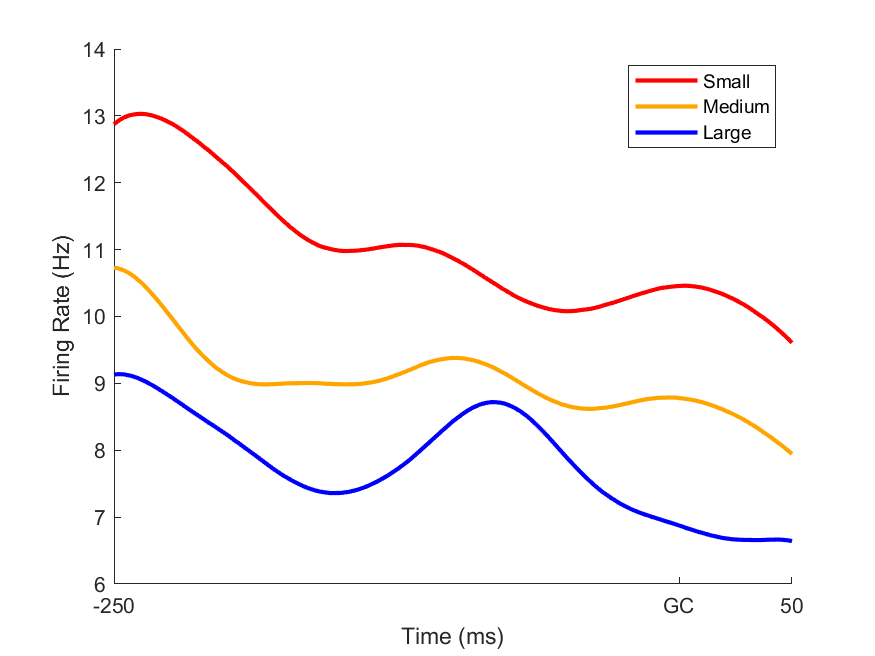 14
13
12
11
10
9
8
7
6
Firing Rate (Hz)
Small
Medium
Large
-250
GC
50
Time (ms)